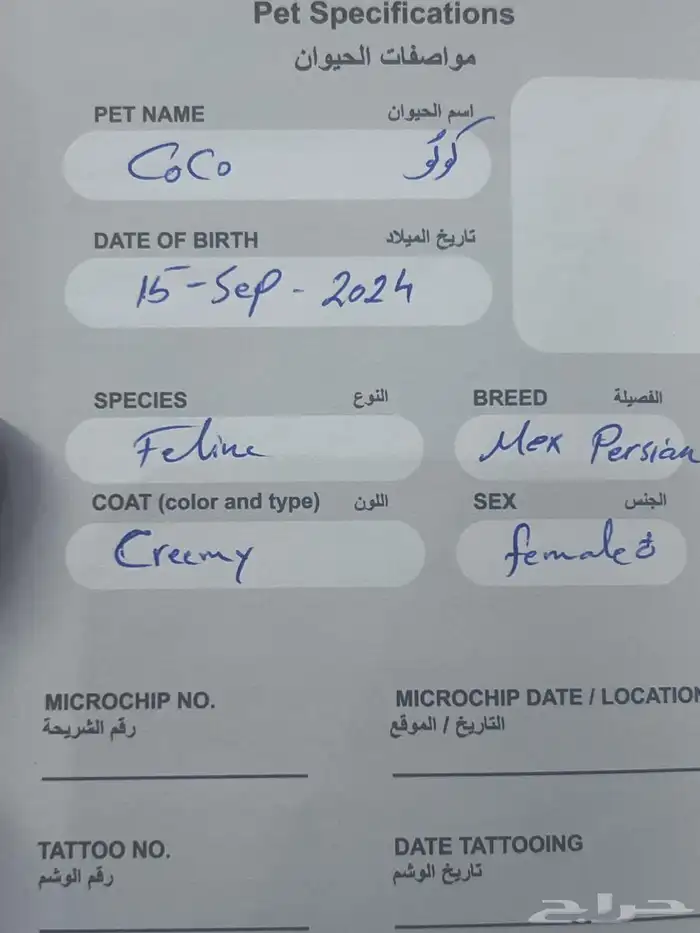 Pet Specifications
مواصفات الحيوان
PET NAME اسم الحيوان
CoCo كوكو
DATE OF BIRTH تاريخ الميلاد
15-Sep-2024
SPECIES النوع BREED الفصيلة
Feline Mex Persian
COAT (color and type) اللون SEX الجنس
Creemy female
MICROCHIP NO. MICROCHIP DATE / LOCATION
رقم الشريحة التاريخ / الموقع
TATTOO NO. DATE TATTOOING
رقم الوشم تاريخ الوشم
حراج